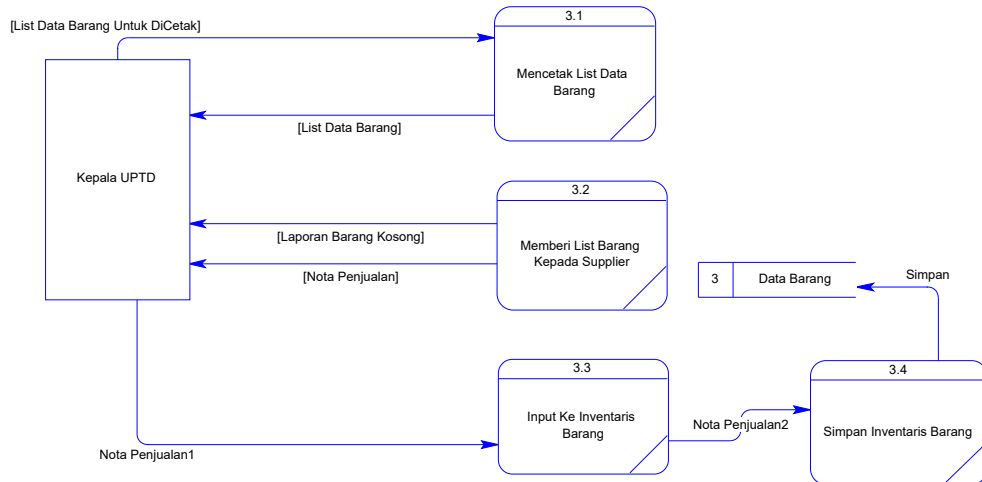 [List Data Barang Untuk DiCetak]
3.1
Mencetak List Data
Barang
[List Data Barang]
Kepala UPTD
3.2
Memberi List Barang
Kepada Supplier
[Laporan Barang Kosong]
[Nota Penjualan]
3
Data Barang
Simpan
3.3
Input Ke Inventaris
Barang
Nota Penjualan1
Nota Penjualan2
3.4
Simpan Inventaris Barang